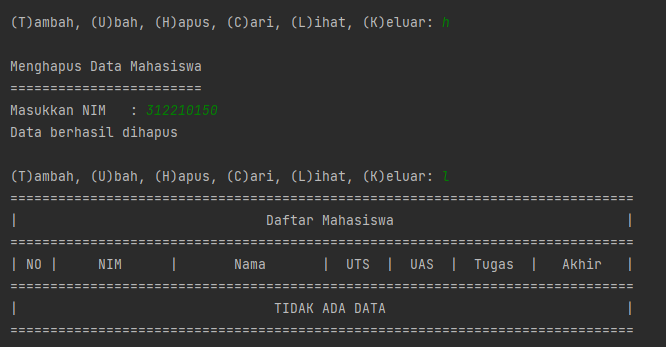 (T)ambah, (U)bah, (H)apus, (C)ari, (L)ihat, (K)eluar: h
Menghapus Data Mahasiswa
========================
Masukkan NIM   : 312210150
Data berhasil dihapus
(T)ambah, (U)bah, (H)apus, (C)ari, (L)ihat, (K)eluar: l
==============================================================================
|                               Daftar Mahasiswa                             |
==============================================================================
| NO |     NIM      |       Nama       |  UTS  |  UAS  |  Tugas  |   Akhir   |
==============================================================================
|                                TIDAK ADA DATA                              |
==============================================================================